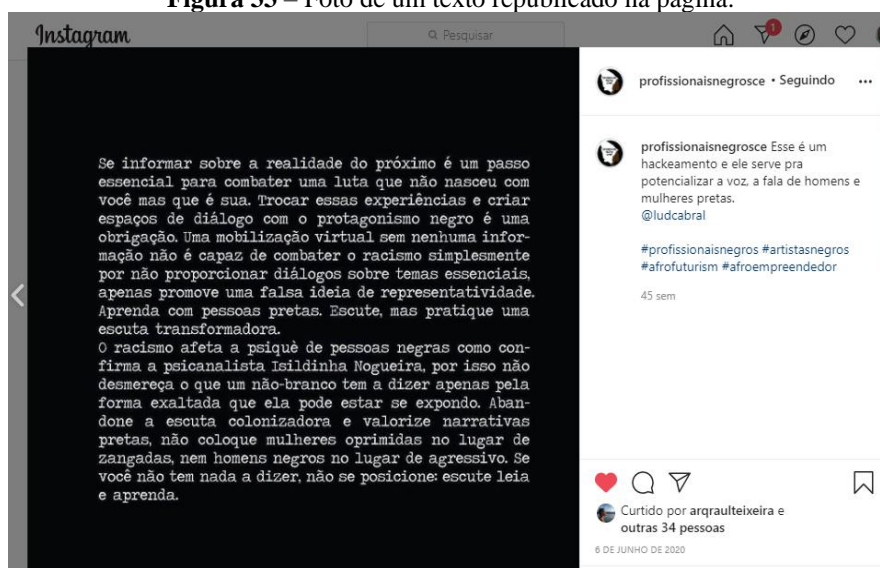 Figura 33 – Foto de um texto republicado na página.
Instagram
Pesquisar
1
profissionaisnegrosce • Seguindo
profissionaisnegrosce Esse é um
hackeamento e ele serve pra
potencializar a voz, a fala de homens e
mulheres pretas.
@ludcabral
#profissionaisnegros #artistasnegros
#afrofuturism #afroempreendedor
45 sem
Se informar sobre a realidade do próximo é um passo
essencial para combater uma luta que não nasceu com
você mas que é sua. Trocar essas experiências e criar
espaços de diálogo com o protagonismo negro é uma
obrigação. Uma mobilização virtual sem nenhuma infor-
mação não é capaz de combater o racismo simplesmente
por não proporcionar diálogos sobre temas essenciais,
apenas promove uma falsa ideia de representatividade.
Aprenda com pessoas pretas. Escute, mas pratique uma
escuta transformadora.
O racismo afeta a psiquè de pessoas negras como con-
firma a psicanalista Isildinha Nogueira, por isso não
desmereça o que um não-branco tem a dizer apenas pela
forma exaltada que ela pode estar se expondo. Aban-
done a escuta colonizadora e valorize narrativas
pretas, não coloque mulheres oprimidas no lugar de
zangadas, nem homens negros no lugar de agressivo. Se
você não tem nada a dizer, não se posicione: escute leia
e aprenda.
Curtido por arqraulteixeira e
outras 34 pessoas
6 DE JUNHO DE 2020